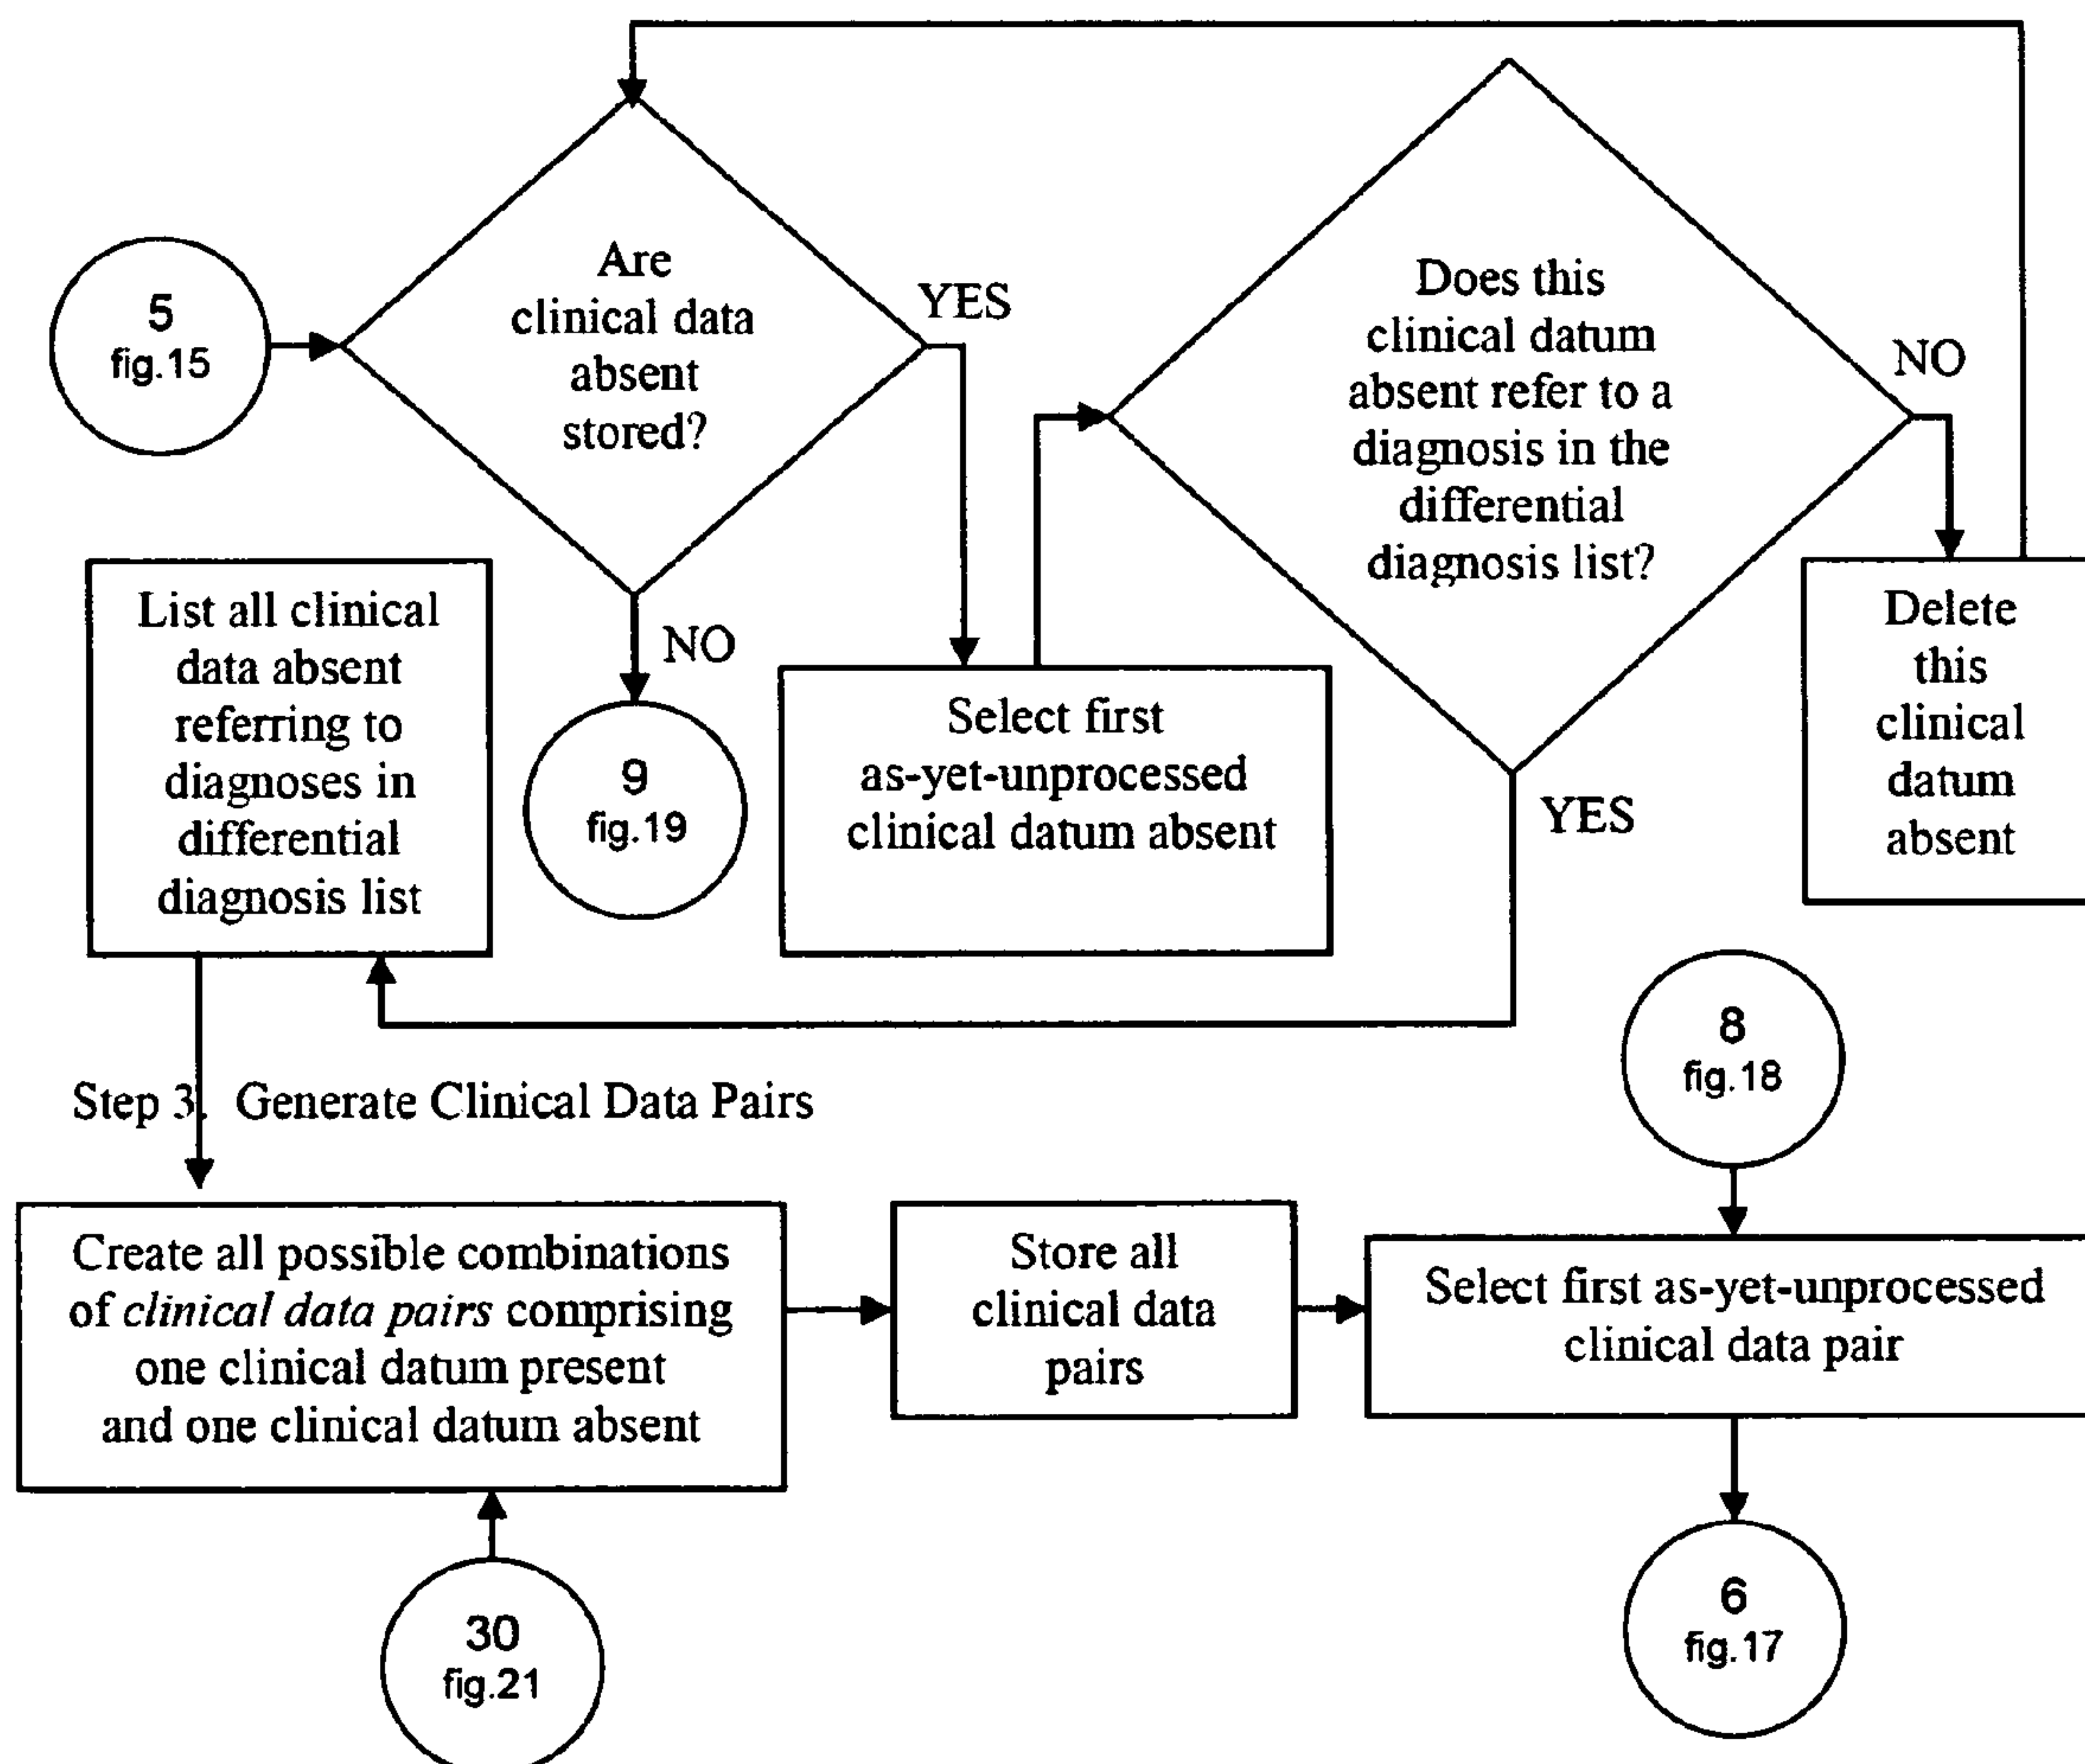 5
fig.15
Are
clinical data
absent
stored?
YES
NO
Does this
clinical datum
absent refer to a
diagnosis in the
differential
diagnosis list?
NO
YES
List all clinical
data absent
referring to
diagnoses in
differential
diagnosis list
9
fig.19
Select first
as-yet-unprocessed
clinical datum absent
Delete
this
clinical
datum
absent
8
fig.18
Step 3. Generate Clinical Data Pairs
Create all possible combinations
of clinical data pairs comprising
one clinical datum present
and one clinical datum absent
Store all
clinical data
pairs
Select first as-yet-unprocessed
clinical data pair
30
fig.21
6
fig.17